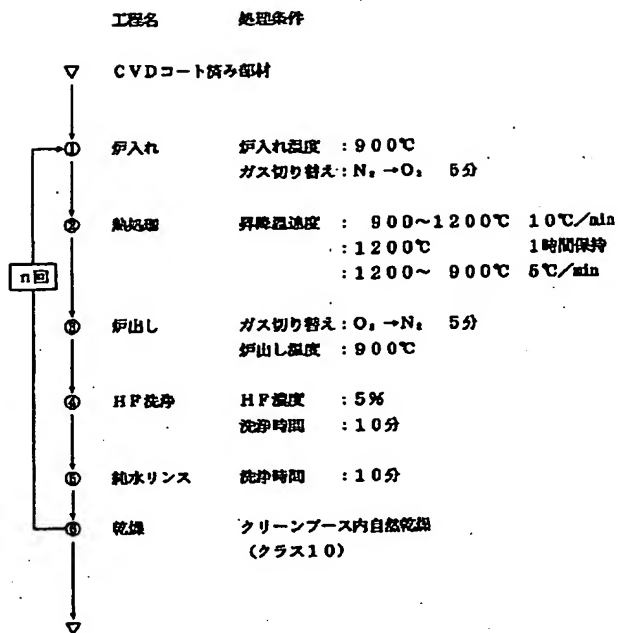 工程名 処理条件
▽ CVDコート済み部材
① 炉入れ 炉入れ温度 :900℃
ガス切り替え:N₂→O₂ 5分
② 熱処理 昇降温速度 : 900~1200℃ 10℃/min
:1200℃ 1時間保持
:1200~ 900℃ 5℃/min
n回
③ 炉出し ガス切り替え:O₂→N₂ 5分
炉出し温度 :900℃
④ HF洗浄 HF濃度 :5%
洗浄時間 :10分
⑤ 純水リンス 洗浄時間 :10分
⑥ 乾燥 クリーンブース内自然乾燥
(クラス10)
▽